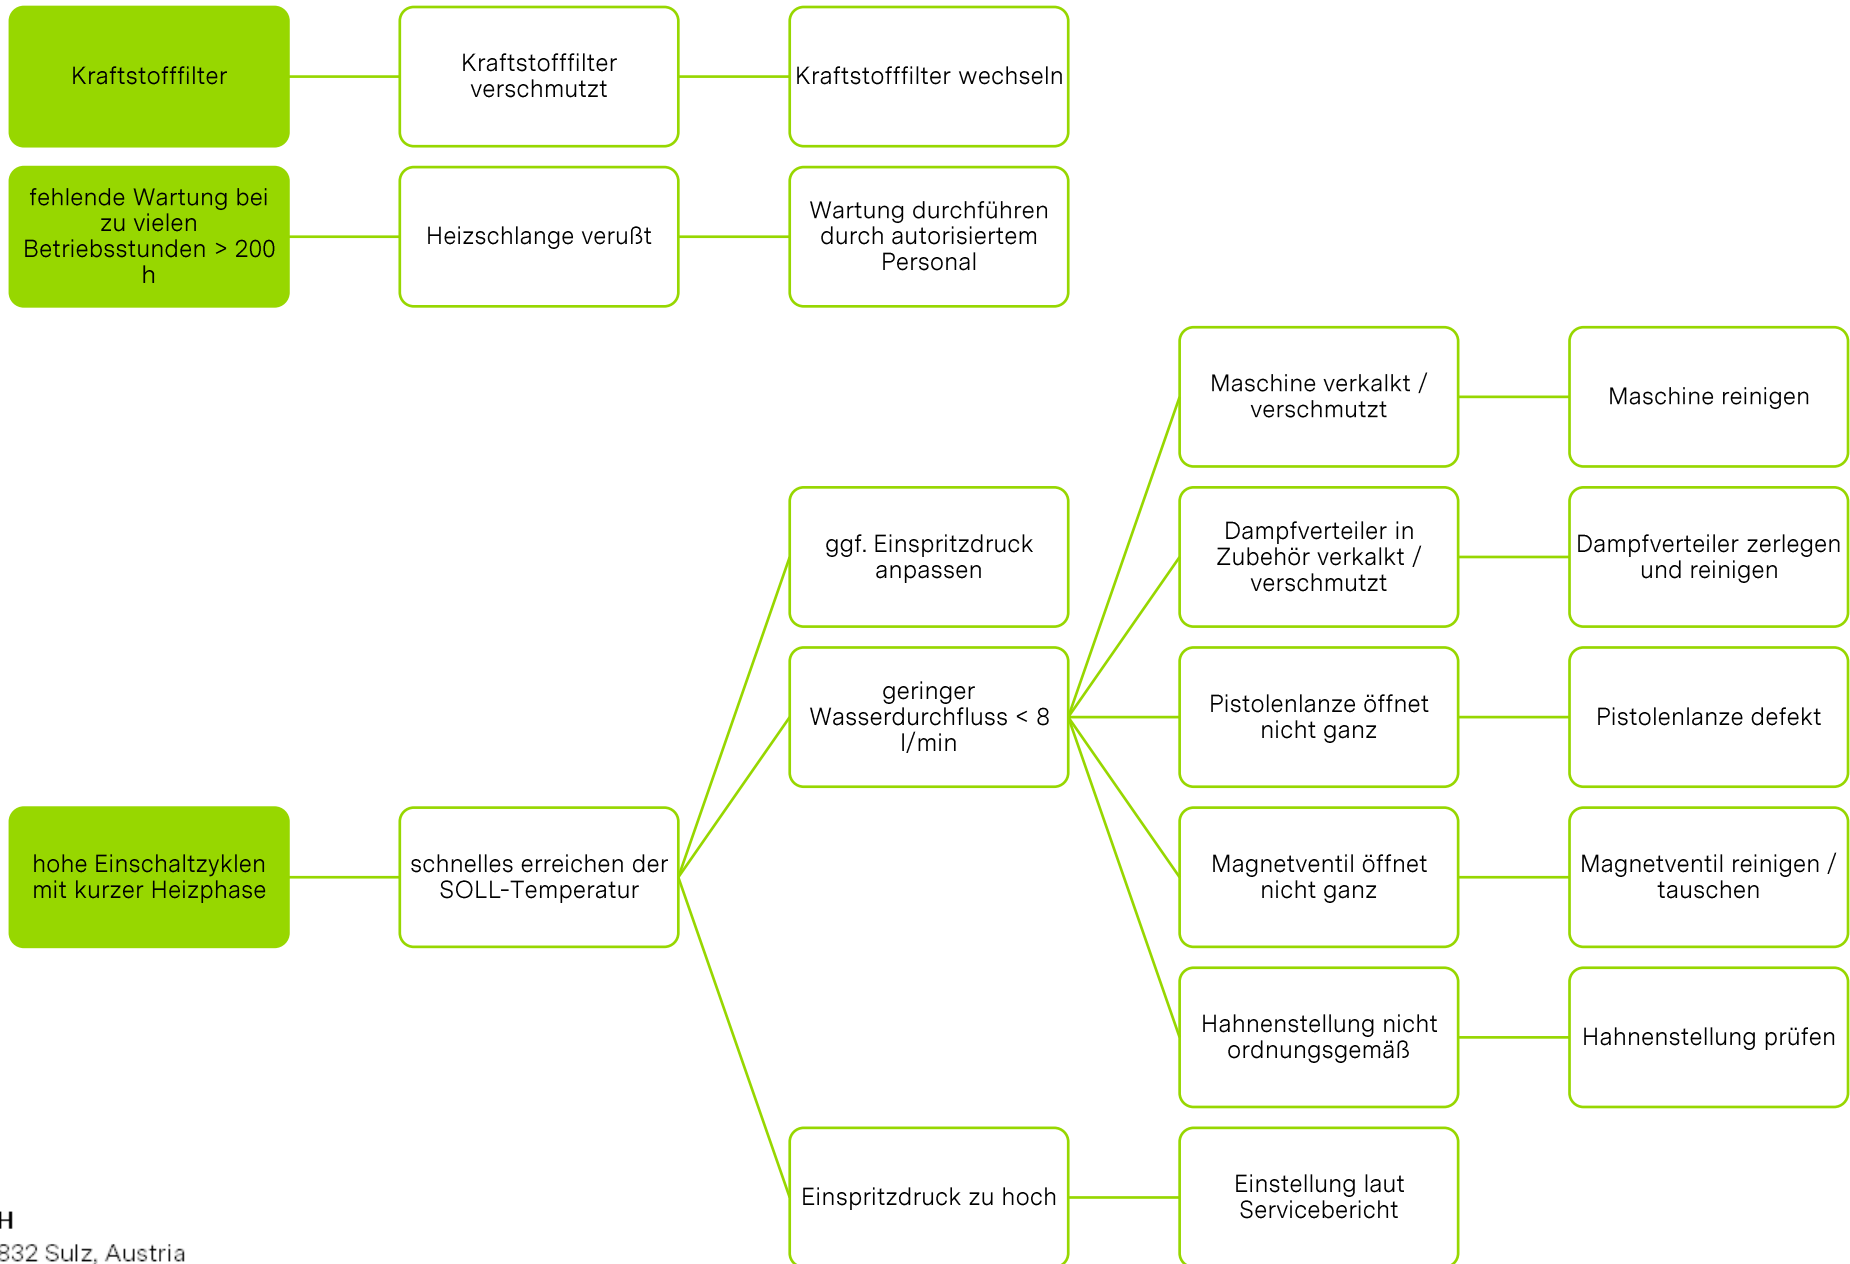 Kraftstofffilter
Kraftstofffilter
verschmutzt
Kraftstofffilter wechseln
fehlende Wartung bei
zu vielen
Betriebsstunden > 200
h
Heizschlange verußt
Wartung durchführen
durch autorisiertem
Personal
hohe Einschaltzyklen
mit kurzer Heizphase
schnelles erreichen der
SOLL-Temperatur
ggf. Einspritzdruck
anpassen
geringer
Wasserdurchfluss < 8
l/min
Maschine verkalkt /
verschmutzt
Maschine reinigen
Dampfverteiler in
Zubehör verkalkt /
verschmutzt
Dampfverteiler zerlegen
und reinigen
Pistolenlanze öffnet
nicht ganz
Pistolenlanze defekt
Magnetventil öffnet
nicht ganz
Magnetventil reinigen /
tauschen
Hahnenstellung nicht
ordnungsgemäß
Hahnenstellung prüfen
Einspritzdruck zu hoch
Einstellung laut
Servicebericht
H
832 Sulz, Austria